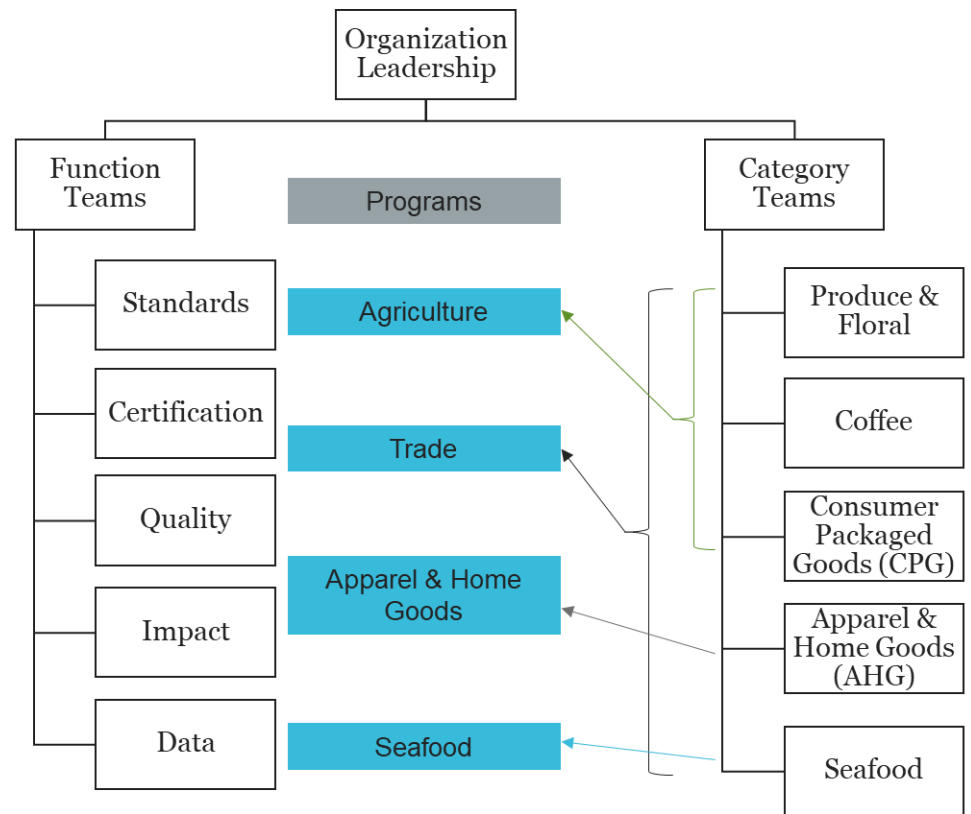 Organization
Leadership
Function
Teams
Standards
Certification
Quality
Impact
Data
Programs
Agriculture
Trade
Apparel & Home
Goods
Seafood
Category
Teams
Produce &
Floral
Coffee
Consumer
Packaged
Goods (CPG)
Apparel &
Home Goods
(AHG)
Seafood